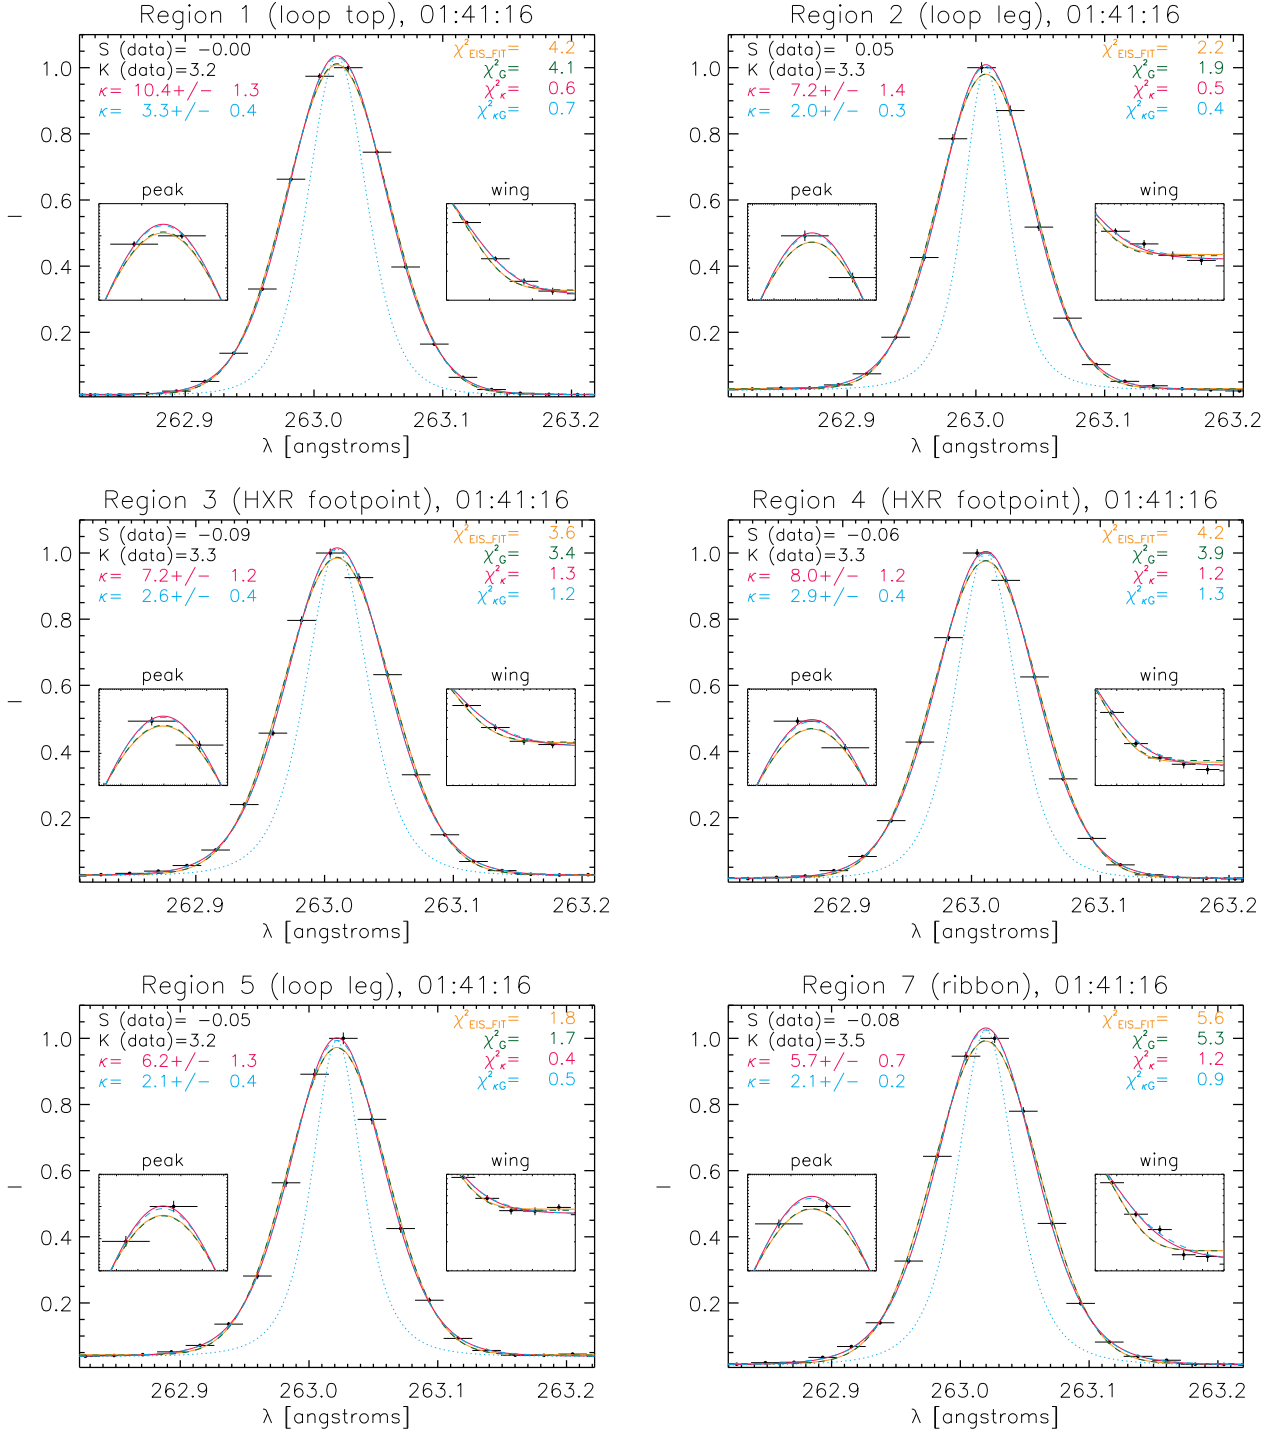 Region 1 (loop top), 01:41:16
S (data)= −0.00
K (data)=3.2
κ= 10.4+/− 1.3
κ= 3.3+/− 0.4
χ²EIS_FIT= 4.2
χ²G= 4.1
χ²κ= 0.6
χ²κG= 0.7
peak
wing
I
1.0
0.8
0.6
0.4
0.2
262.9 263.0 263.1 263.2
λ [angstroms]
Region 2 (loop leg), 01:41:16
S (data)= 0.05
K (data)=3.3
κ= 7.2+/− 1.4
κ= 2.0+/− 0.3
χ²EIS_FIT= 2.2
χ²G= 1.9
χ²κ= 0.5
χ²κG= 0.4
peak
wing
I
1.0
0.8
0.6
0.4
0.2
262.9 263.0 263.1 263.2
λ [angstroms]
Region 3 (HXR footpoint), 01:41:16
S (data)= −0.09
K (data)=3.3
κ= 7.2+/− 1.2
κ= 2.6+/− 0.4
χ²EIS_FIT= 3.6
χ²G= 3.4
χ²κ= 1.3
χ²κG= 1.2
peak
wing
I
1.0
0.8
0.6
0.4
0.2
262.9 263.0 263.1 263.2
λ [angstroms]
Region 4 (HXR footpoint), 01:41:16
S (data)= −0.06
K (data)=3.3
κ= 8.0+/− 1.2
κ= 2.9+/− 0.4
χ²EIS_FIT= 4.2
χ²G= 3.9
χ²κ= 1.2
χ²κG= 1.3
peak
wing
I
1.0
0.8
0.6
0.4
0.2
262.9 263.0 263.1 263.2
λ [angstroms]
Region 5 (loop leg), 01:41:16
S (data)= −0.05
K (data)=3.2
κ= 6.2+/− 1.3
κ= 2.1+/− 0.4
χ²EIS_FIT= 1.8
χ²G= 1.7
χ²κ= 0.4
χ²κG= 0.5
peak
wing
I
1.0
0.8
0.6
0.4
0.2
262.9 263.0 263.1 263.2
λ [angstroms]
Region 7 (ribbon), 01:41:16
S (data)= −0.08
K (data)=3.5
κ= 5.7+/− 0.7
κ= 2.1+/− 0.2
χ²EIS_FIT= 5.6
χ²G= 5.3
χ²κ= 1.2
χ²κG= 0.9
peak
wing
I
1.0
0.8
0.6
0.4
0.2
262.9 263.0 263.1 263.2
λ [angstroms]